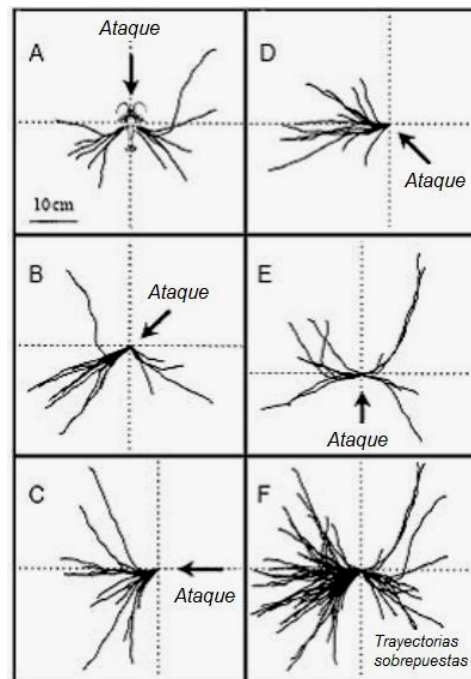 A
Ataque
10cm
D
Ataque
B
Ataque
E
Ataque
C
Ataque
F
Trayectorias
sobrepuestas